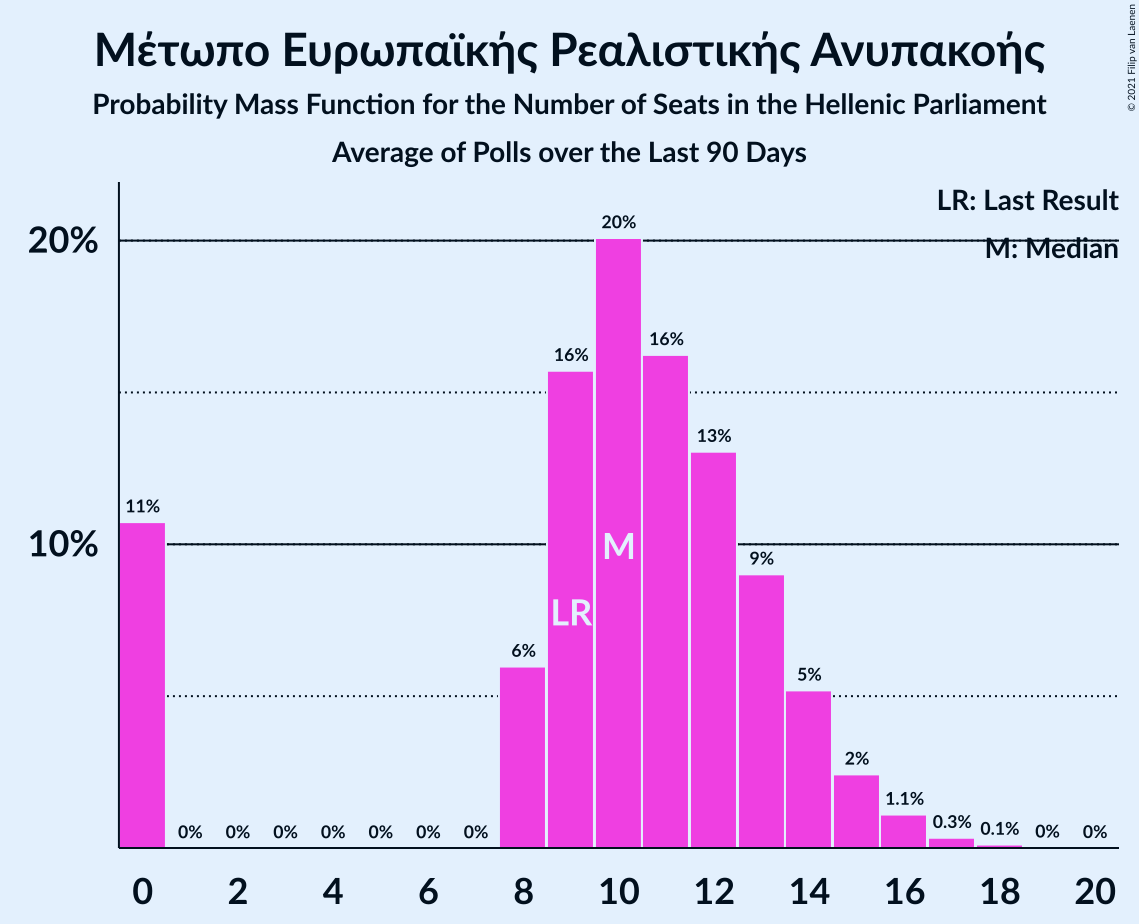 Μέτωπο Ευρωπαϊκής Ρεαλιστικής Ανυπακοής
Probability Mass Function for the Number of Seats in the Hellenic Parliament
Average of Polls over the Last 90 Days
© 2021 Filip van Laenen
LR: Last Result
M: Median
20%
10%
11%
0%
0%
0%
0%
0%
0%
0%
6%
16%
20%
16%
13%
9%
5%
2%
1.1%
0.3%
0.1%
0%
0%
LR
M
0 2 4 6 8 10 12 14 16 18 20